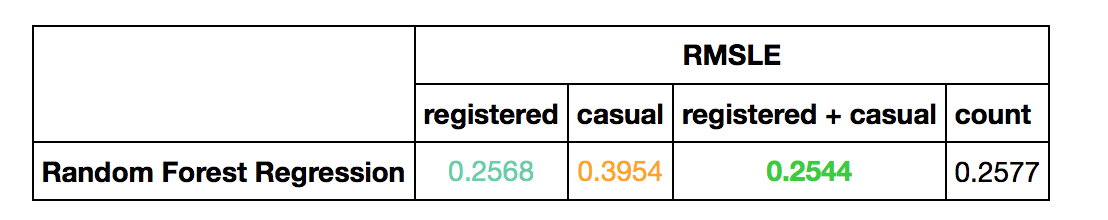 RMSLE
registered casual registered + casual count
Random Forest Regression 0.2568 0.3954 0.2544 0.2577